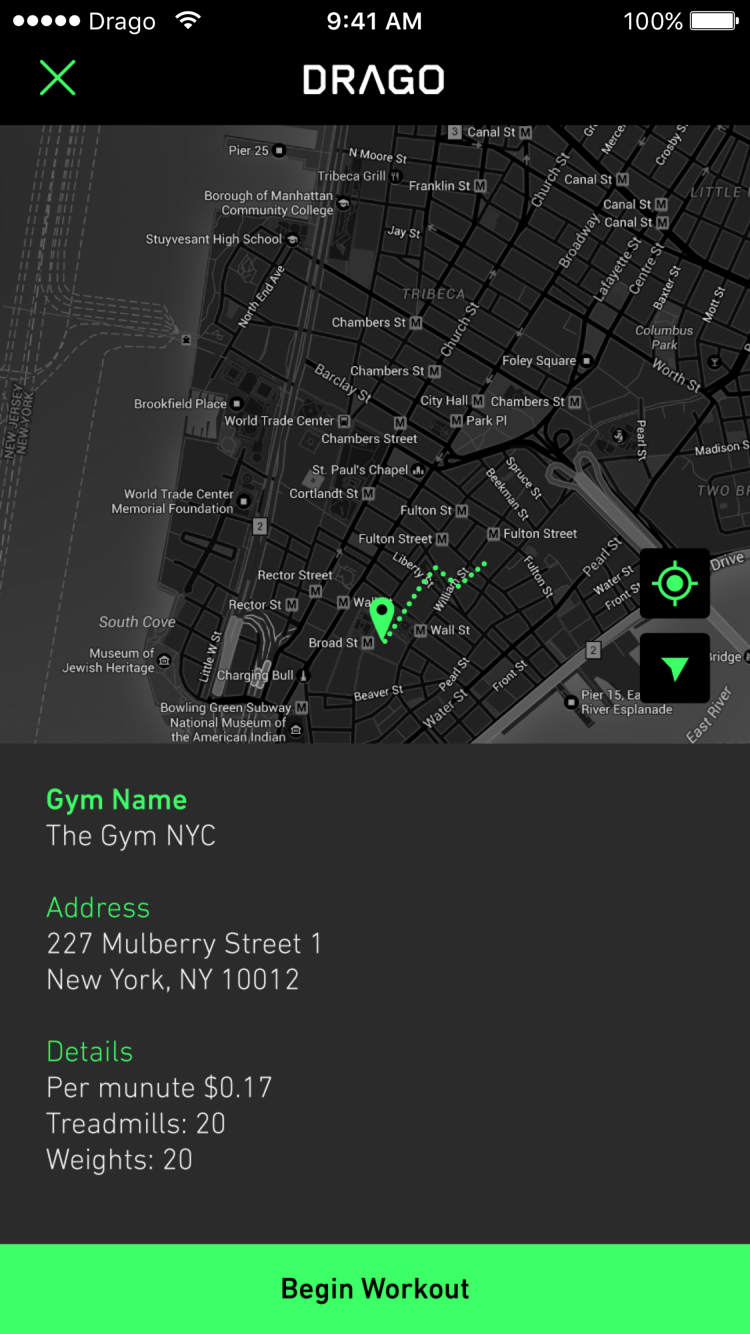 Drago
9:41 AM
100%
DRAGO
3
Canal St M
Pier 25
N Moore St
Tribeca Grill
Franklin St M
Church St
Canal St M
Crosby St
LITTLE
Borough of Manhattan
Community College
Canal St M
Canal St M
Stuyvesant High School
Jay St
Broadway
Lafayette St
Centre St
Baxter St
Mott St
North End Ave
TRIBECA
Chambers St M
Church St
Columbus
Park
Foley Square
Worth St
Chambers St M
Barclay St
Brookfield Place
City Hall M
Chambers St M
World Trade Center
M
M Park Pl
Chambers Street
Pearl St
Madison S
St. Paul's Chapel
Spruce St
Beekman St
World Trade Center
Memorial Foundation
Cortlandt St M
TWO B
Fulton St M
2
Fulton Street M
M Fulton Street
NEW JERSEY
NEW YORK
Liberty St
William St
Fulton St
Pearl St
Water St
Front St
Drive
Rector Street
M
Rector St M
M Wall
South Cove
Broad St M
M Wall St
Museum of
Jewish Heritage
Little W St
2
Bridge
Charging Bull
Pearl St
Water St
Front St
Beaver St
Pier 15, Ea
River Esplanade
East River
Bowling Green Subway M
National Museum of
the American Indian
Gym Name
The Gym NYC
Address
227 Mulberry Street 1
New York, NY 10012
Details
Per munute $0.17
Treadmills: 20
Weights: 20
Begin Workout